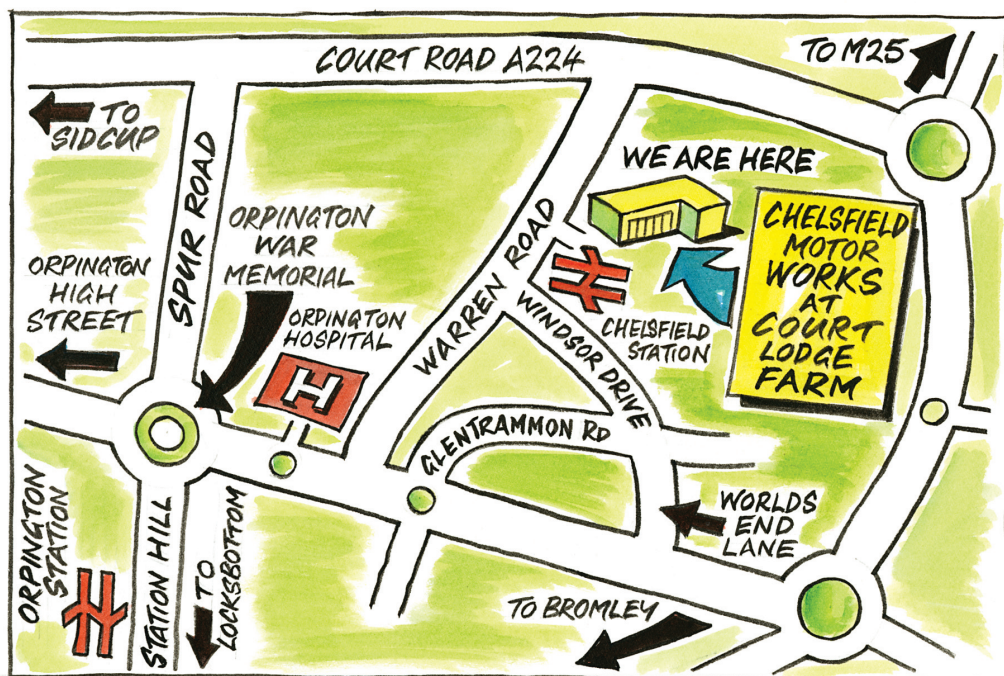 COURT ROAD A224
TO M25
TO
SIDCUP
SPUR ROAD
WE ARE HERE
ORPINGTON
WAR
MEMORIAL
ORPINGTON
HIGH
STREET
ORPINGTON
HOSPITAL
H
WARREN ROAD
WINDSOR DRIVE
CHELSFIELD
STATION
CHELSFIELD
MOTOR
WORKS
AT
COURT
LODGE
FARM
GLENTRAMMON RD
WORLDS
END
LANE
ORPINGTON
STATION
STATION HILL
TO
LOCKSBOTTOM
TO BROMLEY